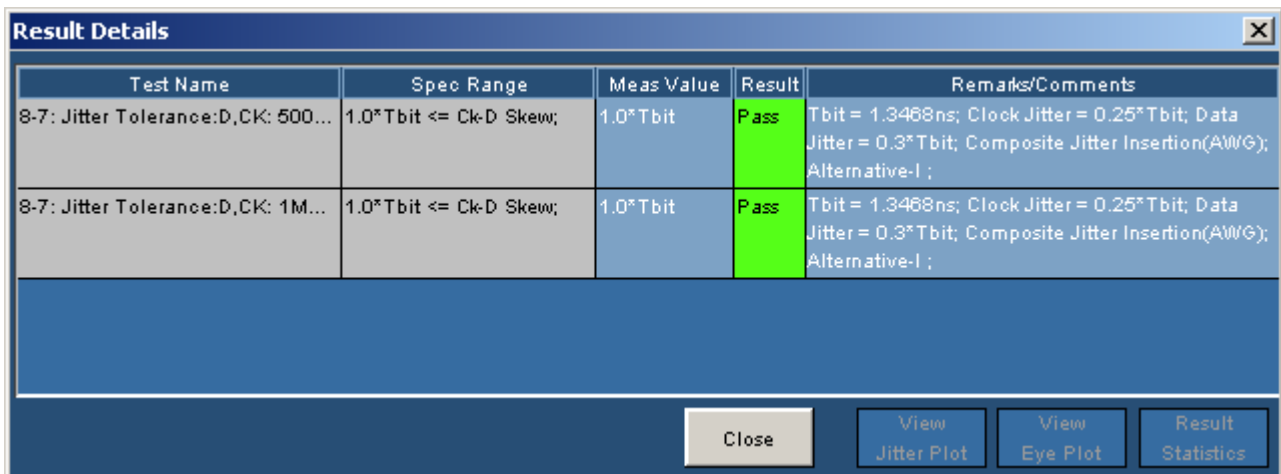 Result Details
Test Name Spec Range Meas Value Result Remarks/Comments
8-7: Jitter Tolerance:D,CK: 500... 1.0*Tbit <= Ck-D Skew; 1.0*Tbit Pass Tbit = 1.3468ns; Clock Jitter = 0.25*Tbit; Data
Jitter = 0.3*Tbit; Composite Jitter Insertion(AWG);
Alternative-I ;
8-7: Jitter Tolerance:D,CK: 1M... 1.0*Tbit <= Ck-D Skew; 1.0*Tbit Pass Tbit = 1.3468ns; Clock Jitter = 0.25*Tbit; Data
Jitter = 0.3*Tbit; Composite Jitter Insertion(AWG);
Alternative-I ;
Close View View Result
Jitter Plot Eye Plot Statistics